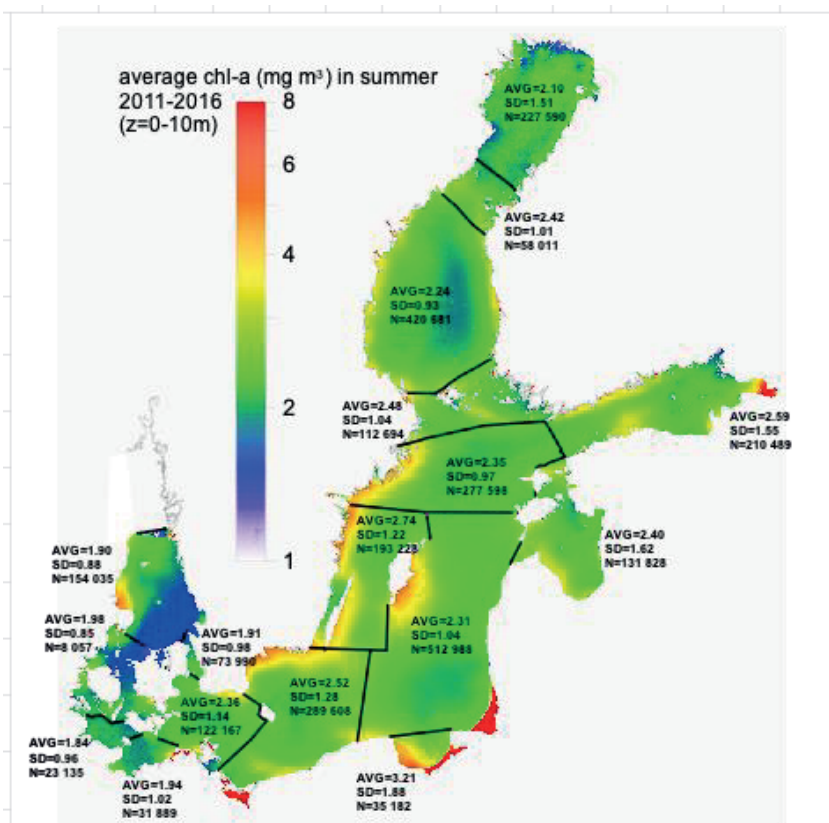 average chl-a (mg m³) in summer
2011-2016
(z=0-10m)
8
6
4
2
1
AVG=2.10
SD=1.51
N=227 590
AVG=2.42
SD=1.01
N=58 011
AVG=2.24
SD=0.93
N=420 681
AVG=2.48
SD=1.04
N=112 694
AVG=2.59
SD=1.55
N=210 489
AVG=2.35
SD=0.97
N=277 598
AVG=2.74
SD=1.22
N=193 228
AVG=2.40
SD=1.62
N=131 828
AVG=1.90
SD=0.88
N=154 035
AVG=1.98
SD=0.85
N=8 057
AVG=1.91
SD=0.98
N=73 990
AVG=2.31
SD=1.04
N=512 988
AVG=2.52
SD=1.28
N=289 608
AVG=2.36
SD=1.14
N=122 167
AVG=1.84
SD=0.96
N=23 135
AVG=1.94
SD=1.02
N=31 889
AVG=3.21
SD=1.88
N=35 182